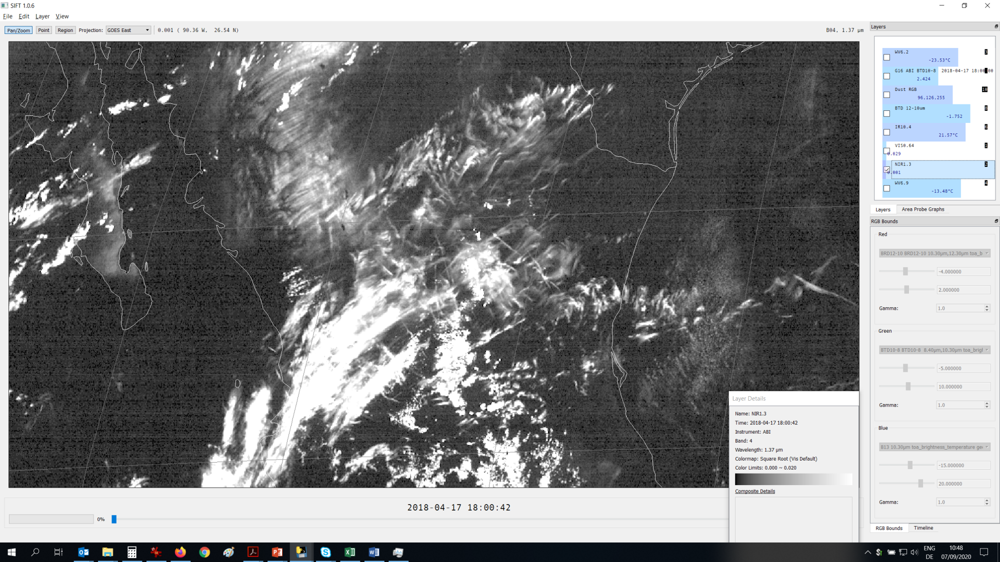 SIFT 1.0.6
File Edit Layer View
Pan/Zoom Point Region Projection: GOES East 0.001 ( 90.36 W, 26.54 N) B04, 1.37 µm
Layers
WV6.2 3
-23.53°C
G16 ABI BTD10-8 2018-04-17 18:00 00
2.424
Dust RGB 10
96,126,255
BTD 12-10um 8
-1.752
IR10.4 6
21.57°C
VIS0.64 1
0.029
NIR1.3 2
0.001
WV6.9 4
-13.48°C
Layers Area Probe Graphs
RGB Bounds
Red
BRD12-10 BRD12-10 10.30µm,12.30µm toa_b
-4.000000
2.000000
Gamma: 1.0
Green
BTD10-8 BTD10-8 8.40µm,10.30µm toa_brigl
-5.000000
10.000000
Gamma: 1.0
Blue
B13 10.30µm toa_brightness_temperature geo
-15.000000
20.000000
Gamma: 1.0
RGB Bounds Timeline
Layer Details
Name: NIR1.3
Time: 2018-04-17 18:00:42
Instrument: ABI
Band: 4
Wavelength: 1.37 µm
Colormap: Square Root (Vis Default)
Color Limits: 0.000 ~ 0.020
Composite Details
2018-04-17 18:00:42
0%
ENG
DE
10:48
07/09/2020